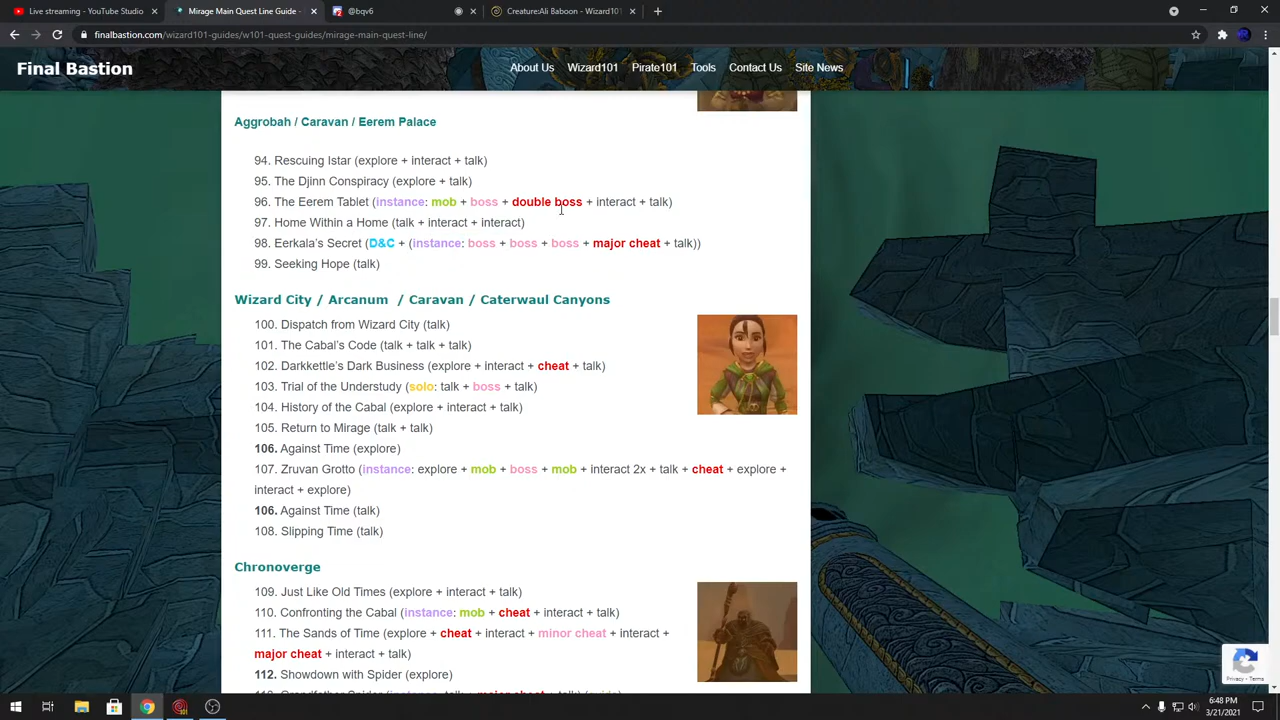 Live streaming - YouTube Studio
Mirage Main Quest Line Guide |
@bqv6
Creature:Ali Baboon - Wizard101
finalbastion.com/wizard101-guides/w101-quest-guides/mirage-main-quest-line/
Final Bastion
About Us Wizard101 Pirate101 Tools Contact Us Site News
Aggrobah / Caravan / Eerem Palace
94. Rescuing Istar (explore + interact + talk)
95. The Djinn Conspiracy (explore + talk)
96. The Eerem Tablet (instance: mob + boss + double boss + interact + talk)
97. Home Within a Home (talk + interact + interact)
98. Eerkala's Secret (D&C + (instance: boss + boss + boss + major cheat + talk))
99. Seeking Hope (talk)
Wizard City / Arcanum / Caravan / Caterwaul Canyons
100. Dispatch from Wizard City (talk)
101. The Cabal's Code (talk + talk + talk)
102. Darkkettle's Dark Business (explore + interact + cheat + talk)
103. Trial of the Understudy (solo: talk + boss + talk)
104. History of the Cabal (explore + interact + talk)
105. Return to Mirage (talk + talk)
106. Against Time (explore)
107. Zruvan Grotto (instance: explore + mob + boss + mob + interact 2x + talk + cheat + explore +
interact + explore)
106. Against Time (talk)
108. Slipping Time (talk)
Chronoverge
109. Just Like Old Times (explore + interact + talk)
110. Confronting the Cabal (instance: mob + cheat + interact + talk)
111. The Sands of Time (explore + cheat + interact + minor cheat + interact +
major cheat + interact + talk)
112. Showdown with Spider (explore)
Privacy - Terms
6:48 PM
3/21/2021